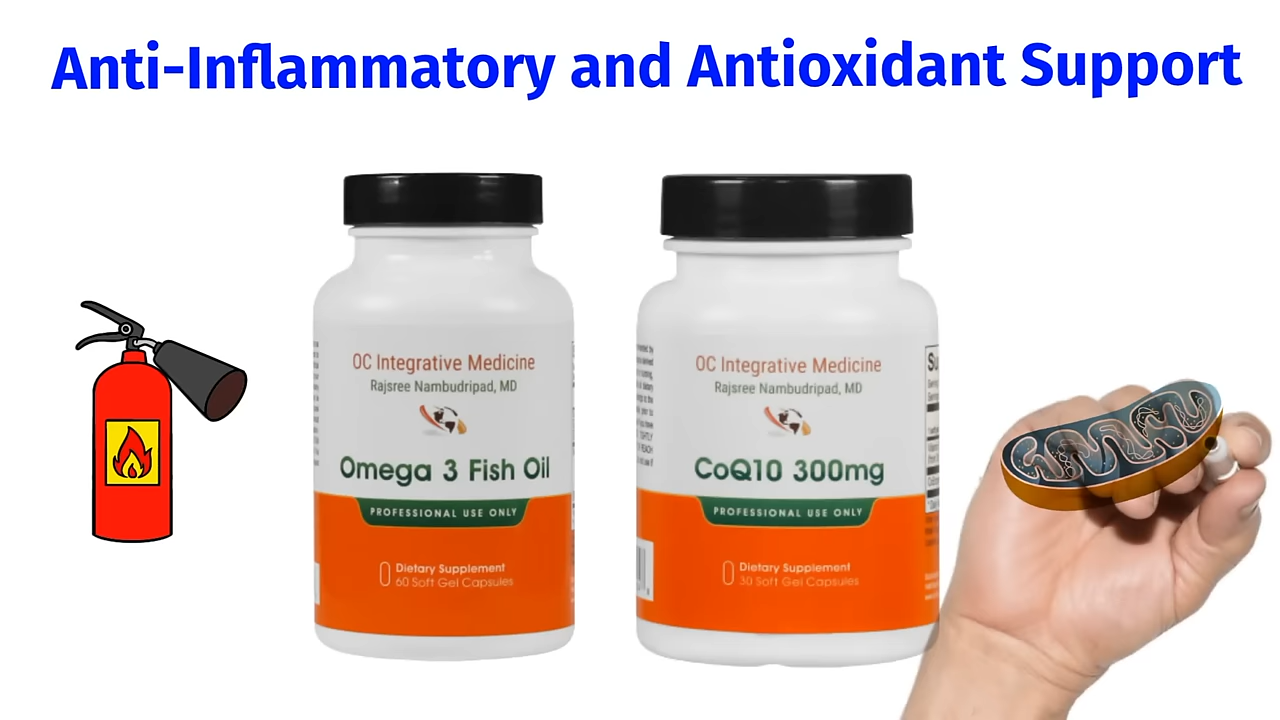 Anti-Inflammatory and Antioxidant Support
OC Integrative Medicine
Rajsree Nambudripad, MD
Omega 3 Fish Oil
PROFESSIONAL USE ONLY
Dietary Supplement
60 Soft Gel Capsules
OC Integrative Medicine
Rajsree Nambudripad, MD
CoQ10 300mg
PROFESSIONAL USE ONLY
Dietary Supplement
30 Soft Gel Capsules